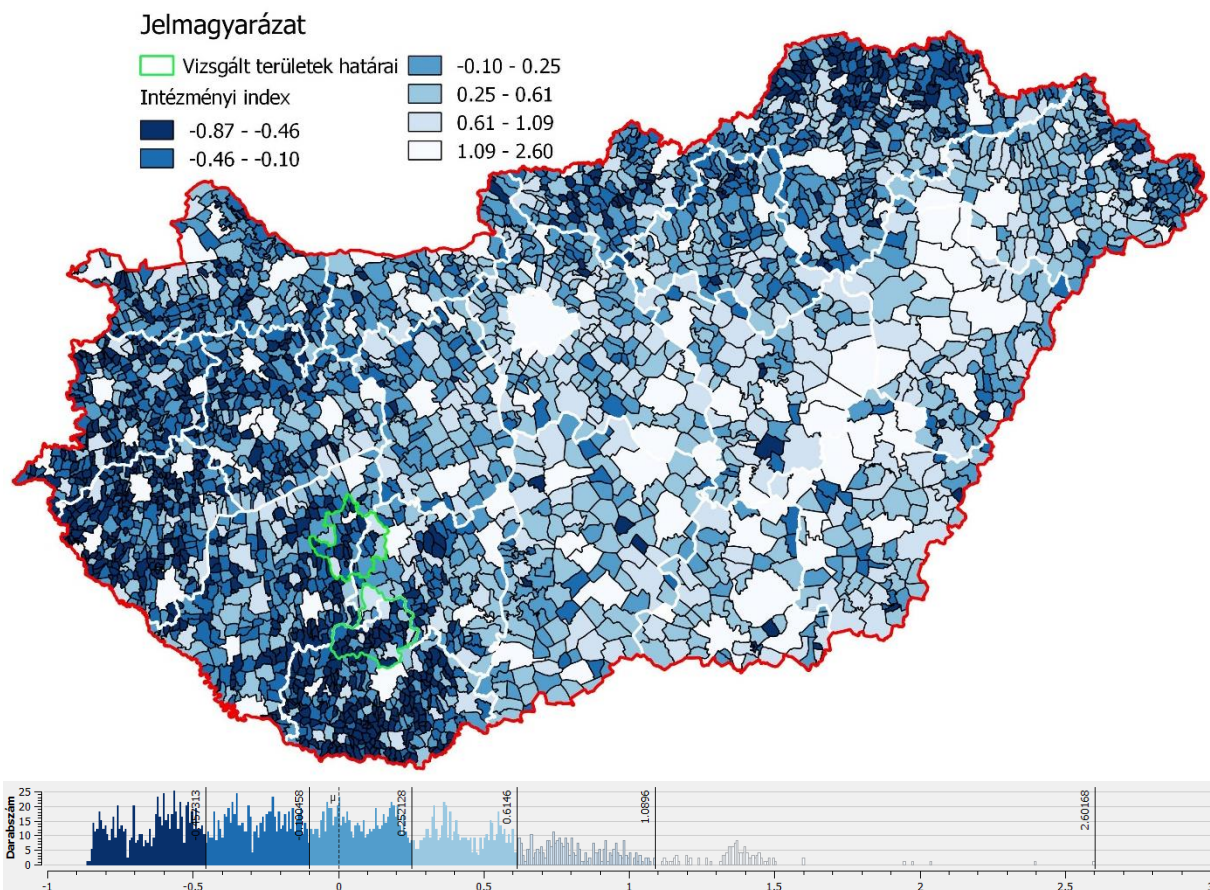 Jelmagyarázat
Vizsgált területek határai
Intézményi index
-0.87 - -0.46
-0.46 - -0.10
-0.10 - 0.25
0.25 - 0.61
0.61 - 1.09
1.09 - 2.60
Darabszám
25
20
15
10
5
0
μ
0.252128
0.6146
1.0896
2.60168
-1
-0.5
0
0.5
1
1.5
2
2.5